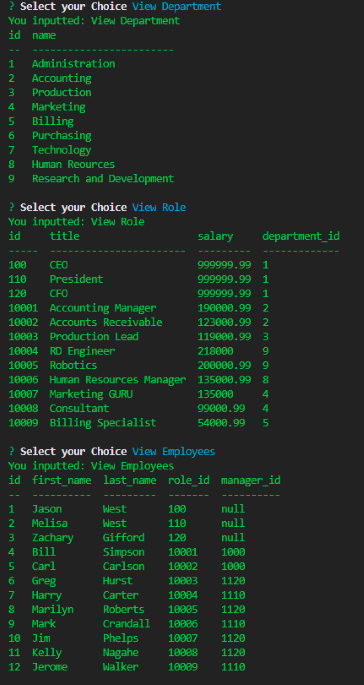 ? Select your Choice View Department
You inputted: View Department
id  name
--  ------------------------
1   Administration
2   Accounting
3   Production
4   Marketing
5   Billing
6   Purchasing
7   Technology
8   Human Reources
9   Research and Development
? Select your Choice View Role
You inputted: View Role
id     title                    salary     department_id
-----  -----------------------  ---------  -------------
100    CEO                      999999.99  1
110    President                999999.99  1
120    CFO                      999999.99  1
10001  Accounting Manager       190000.99  2
10002  Accounts Receivable      123000.99  2
10003  Production Lead          119000.99  3
10004  RD Engineer              218000     9
10005  Robotics                 200000.99  9
10006  Human Resources Manager  135000.99  8
10007  Marketing GURU           135000     4
10008  Consultant               99000.99   4
10009  Billing Specialist       54000.99   5
? Select your Choice View Employees
You inputted: View Employees
id  first_name  last_name  role_id  manager_id
--  ----------  ---------  -------  ----------
1   Jason       West       100      null
2   Melisa      West       110      null
3   Zachary     Gifford    120      null
4   Bill        Simpson    10001    1000
5   Carl        Carlson    10002    1000
6   Greg        Hurst      10003    1120
7   Harry       Carter     10004    1110
8   Marilyn     Roberts    10005    1120
9   Mark        Crandall   10006    1110
10  Jim         Phelps     10007    1120
11  Kelly       Nagahe     10008    1120
12  Jerome      Walker     10009    1110